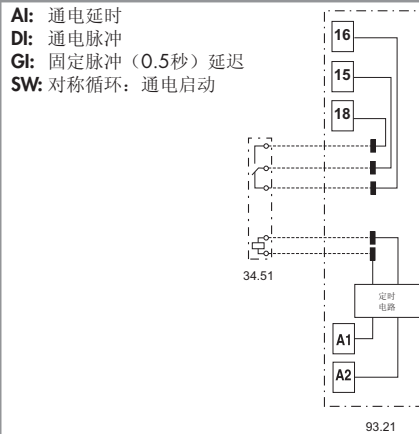 AI: 通电延时
DI: 通电脉冲
GI: 固定脉冲（0.5秒）延迟
SW: 对称循环：通电启动
16
15
18
34.51
定时
电路
A1
A2
93.21